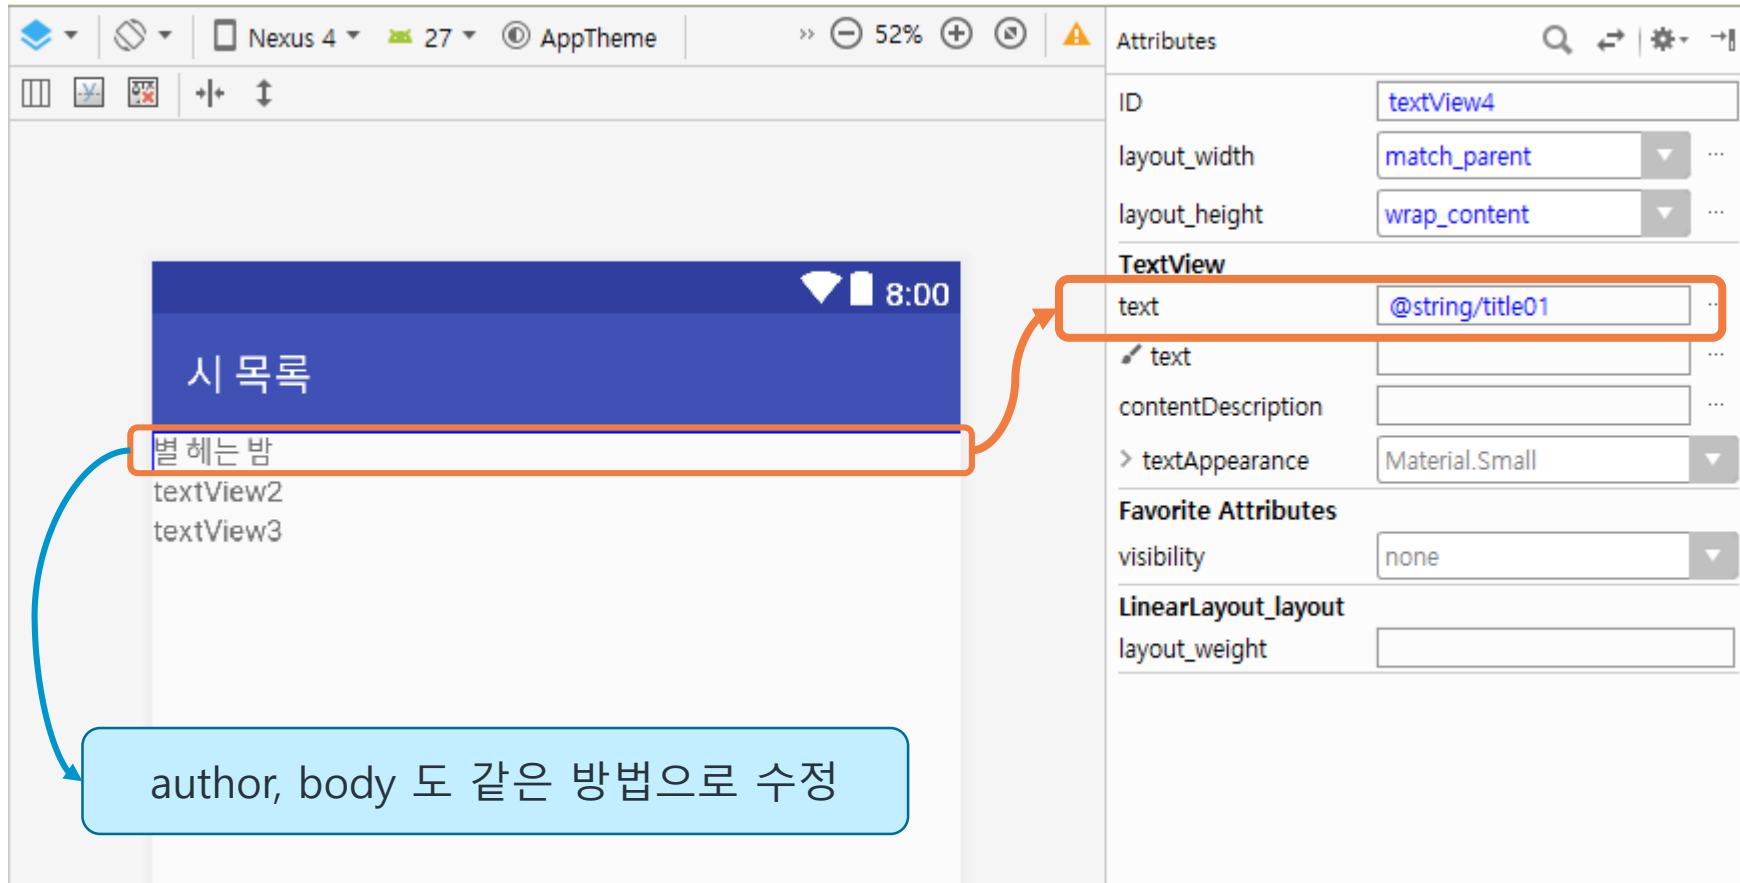 Nexus 4 27 AppTheme 52%
Attributes
ID textView4
layout_width match_parent ...
layout_height wrap_content ...
TextView
text @string/title01 ...
text ...
contentDescription ...
textAppearance Material.Small
Favorite Attributes
visibility none
LinearLayout_layout
layout_weight
8:00
시 목록
별 헤는 밤
textView2
textView3
author, body 도 같은 방법으로 수정